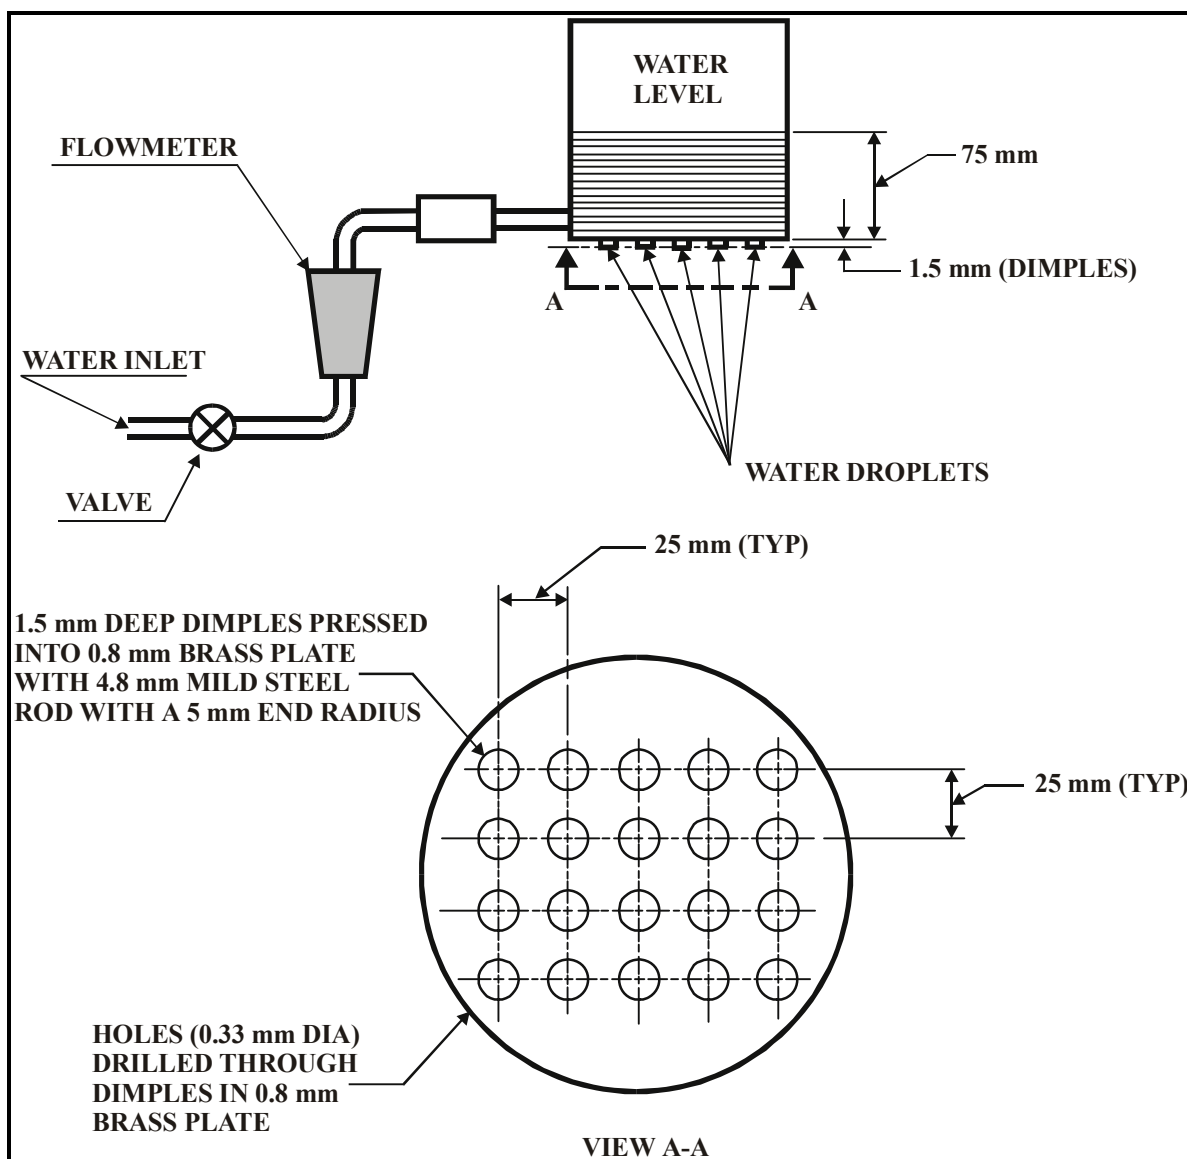 WATER
LEVEL
FLOWMETER
75 mm
1.5 mm (DIMPLES)
A
A
WATER INLET
WATER DROPLETS
VALVE
25 mm (TYP)
1.5 mm DEEP DIMPLES PRESSED
INTO 0.8 mm BRASS PLATE
WITH 4.8 mm MILD STEEL
ROD WITH A 5 mm END RADIUS
25 mm (TYP)
HOLES (0.33 mm DIA)
DRILLED THROUGH
DIMPLES IN 0.8 mm
BRASS PLATE
VIEW A-A